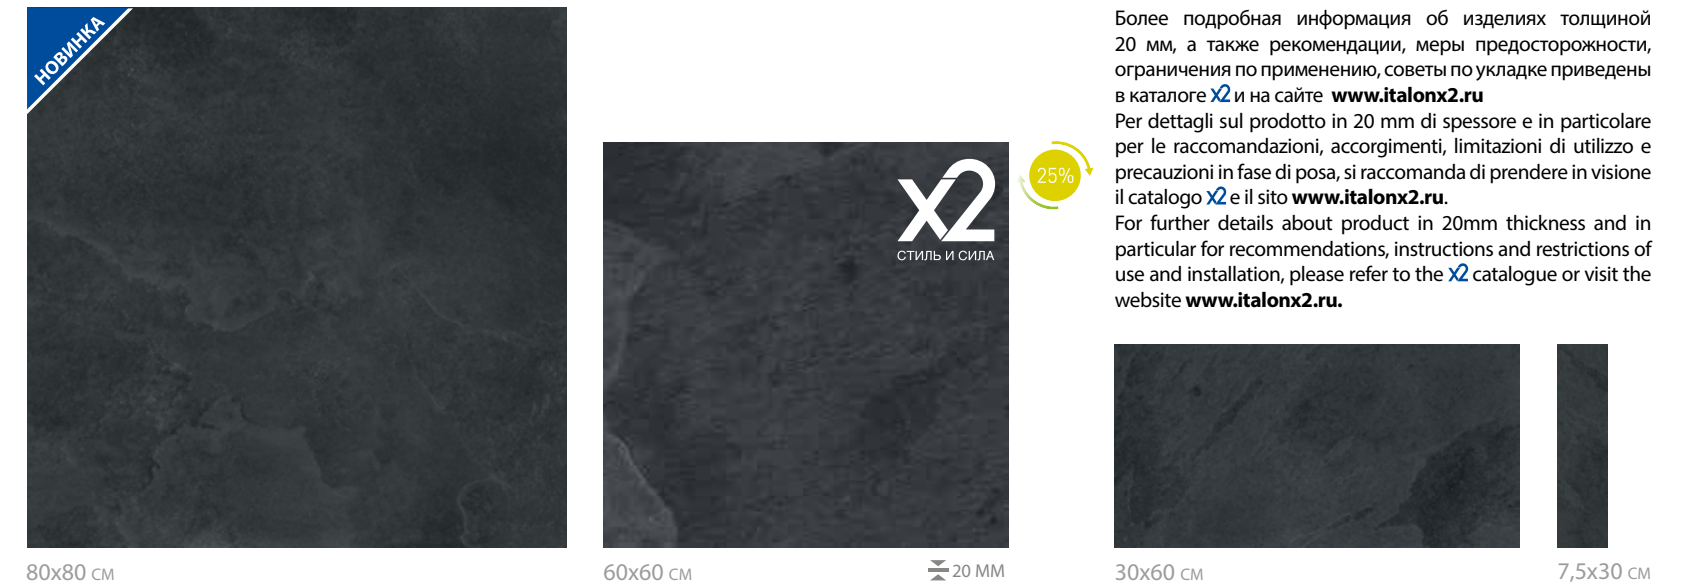 НОВИНКА
80x80 СМ
x2
СТИЛЬ И СИЛА
25%
60x60 СМ
20 ММ
Более подробная информация об изделиях толщиной
20 мм, а также рекомендации, меры предосторожности,
ограничения по применению, советы по укладке приведены
в каталоге x2 и на сайте www.italonx2.ru
Per dettagli sul prodotto in 20 mm di spessore e in particolare
per le raccomandazioni, accorgimenti, limitazioni di utilizzo e
precauzioni in fase di posa, si raccomanda di prendere in visione
il catalogo x2 e il sito www.italonx2.ru.
For further details about product in 20mm thickness and in
particular for recommendations, instructions and restrictions of
use and installation, please refer to the x2 catalogue or visit the
website www.italonx2.ru.
30x60 СМ
7,5x30 СМ